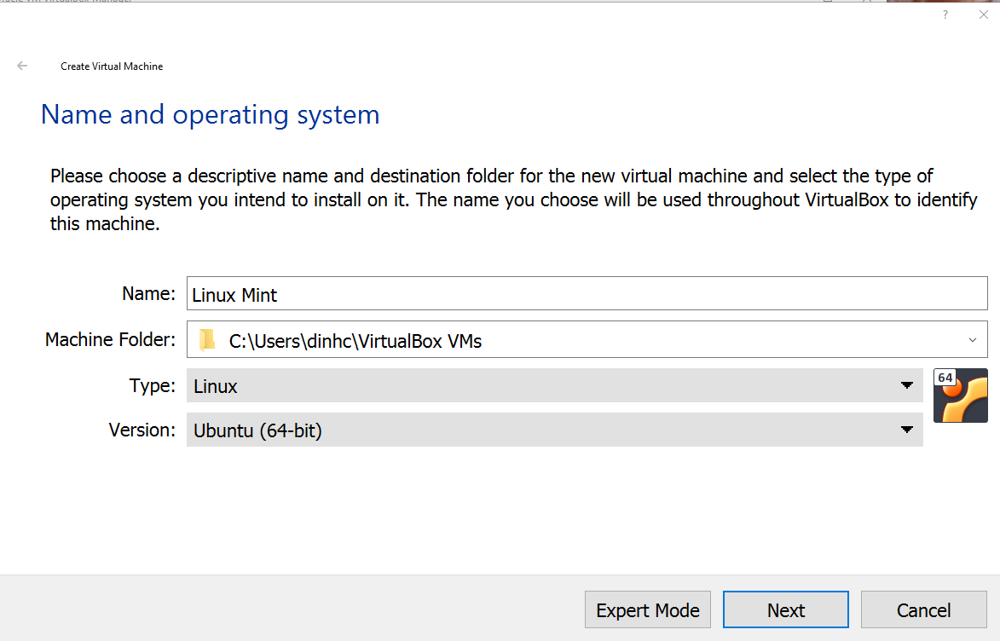 ?
Create Virtual Machine
Name and operating system
Please choose a descriptive name and destination folder for the new virtual machine and select the type of
operating system you intend to install on it. The name you choose will be used throughout VirtualBox to identify
this machine.
Name: Linux Mint
Machine Folder: C:\Users\dinhc\VirtualBox VMs
Type: Linux
64
Version: Ubuntu (64-bit)
Expert Mode Next Cancel